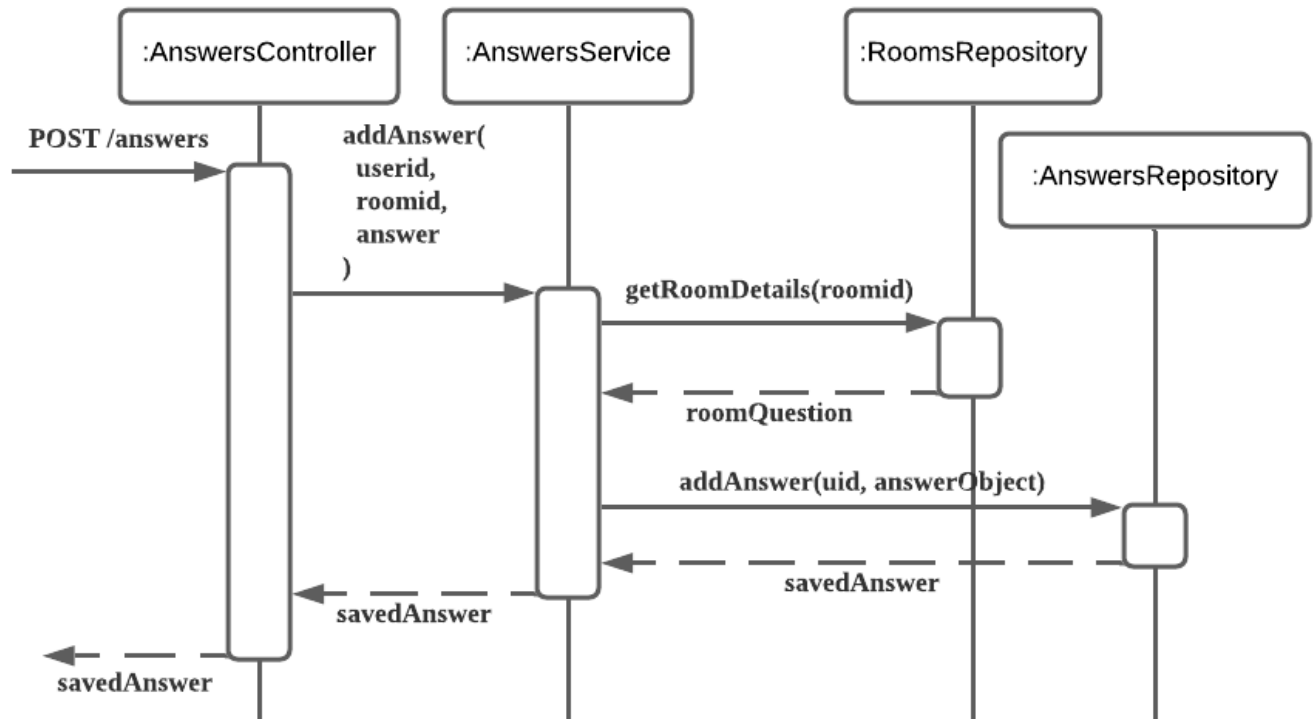 :AnswersController
:AnswersService
:RoomsRepository
:AnswersRepository
POST /answers
addAnswer(
userid,
roomid,
answer
)
getRoomDetails(roomid)
roomQuestion
addAnswer(uid, answerObject)
savedAnswer
savedAnswer
savedAnswer